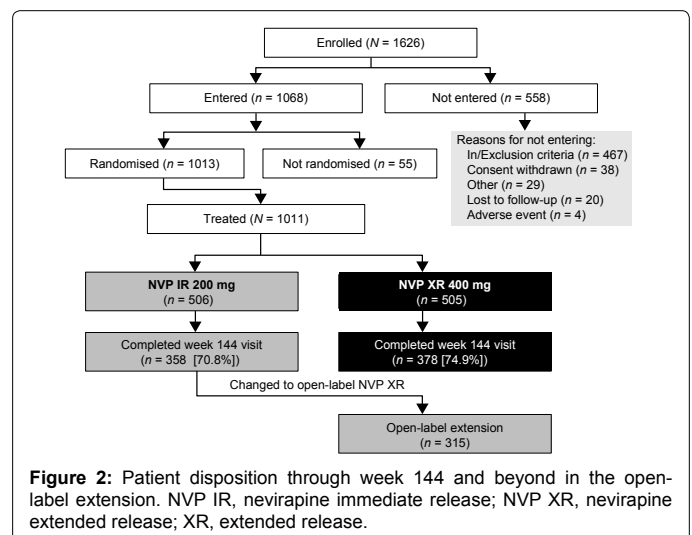 Enrolled (N = 1626)
Entered (n = 1068)
Not entered (n = 558)
Reasons for not entering:
In/Exclusion criteria (n = 467)
Consent withdrawn (n = 38)
Other (n = 29)
Lost to follow-up (n = 20)
Adverse event (n = 4)
Randomised (n = 1013)
Not randomised (n = 55)
Treated (N = 1011)
NVP IR 200 mg
(n = 506)
NVP XR 400 mg
(n = 505)
Completed week 144 visit
(n = 358 [70.8%])
Completed week 144 visit
(n = 378 [74.9%])
Changed to open-label NVP XR
Open-label extension
(n = 315)
Figure 2: Patient disposition through week 144 and beyond in the open-
label extension. NVP IR, nevirapine immediate release; NVP XR, nevirapine
extended release; XR, extended release.